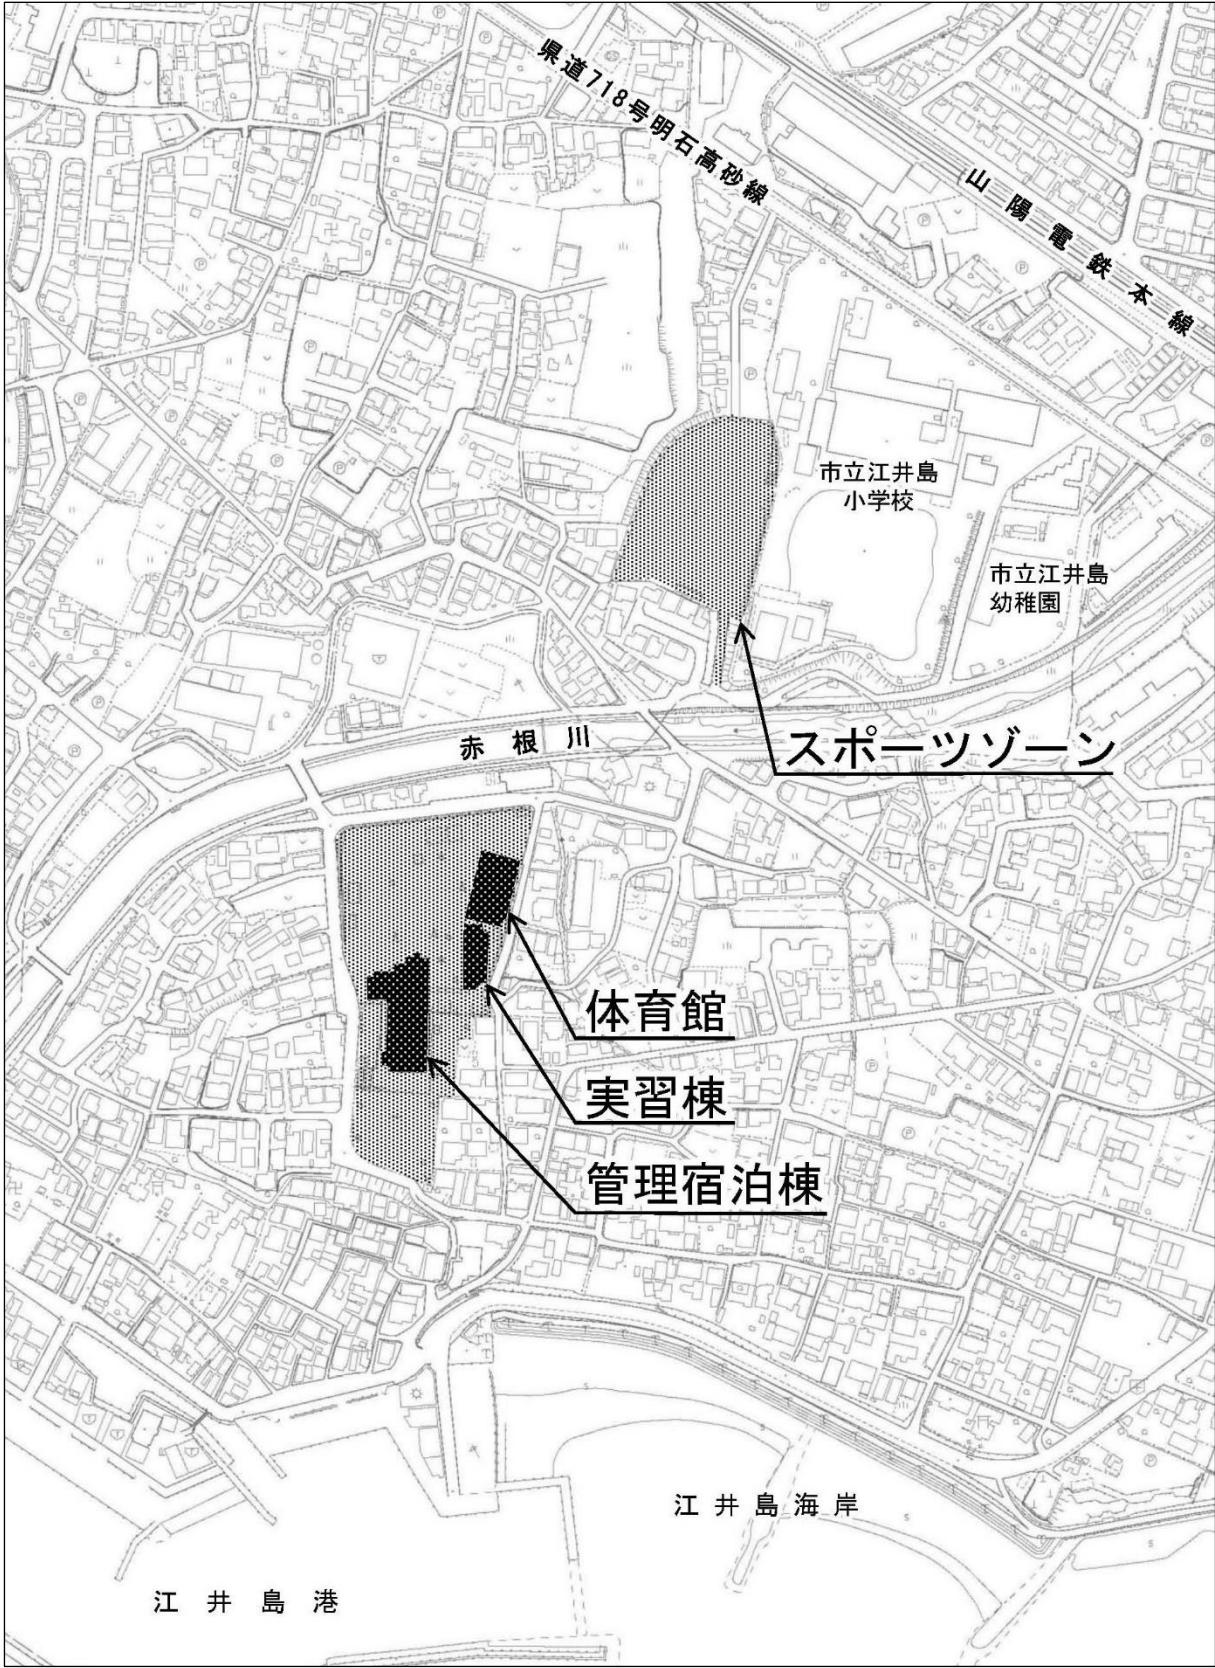 県道718号明石高砂線
山陽電鉄本線
市立江井島
小学校
市立江井島
幼稚園
赤根川
スポーツゾーン
体育館
実習棟
管理宿泊棟
江井島海岸
江井島港